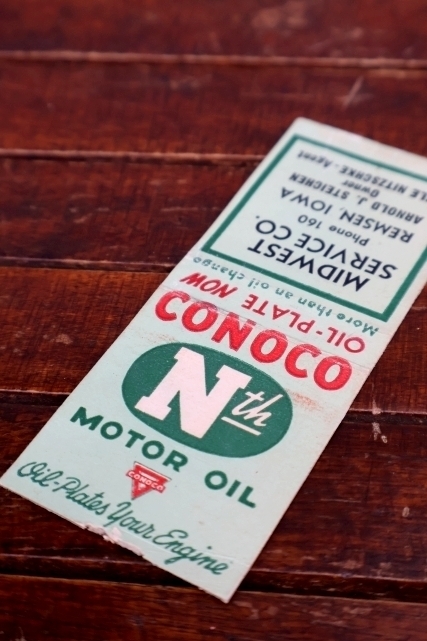 CONOCO
Nth
MOTOR OIL
CONOCO
Oil-Plates Your Engine
OIL-PLATE NOW
More than an oil change
MIDWEST
SERVICE CO.
Phone 160
REMSEN, IOWA
ARNOLD J. STEICHEN
Owner
NITZSCHKE - Agent